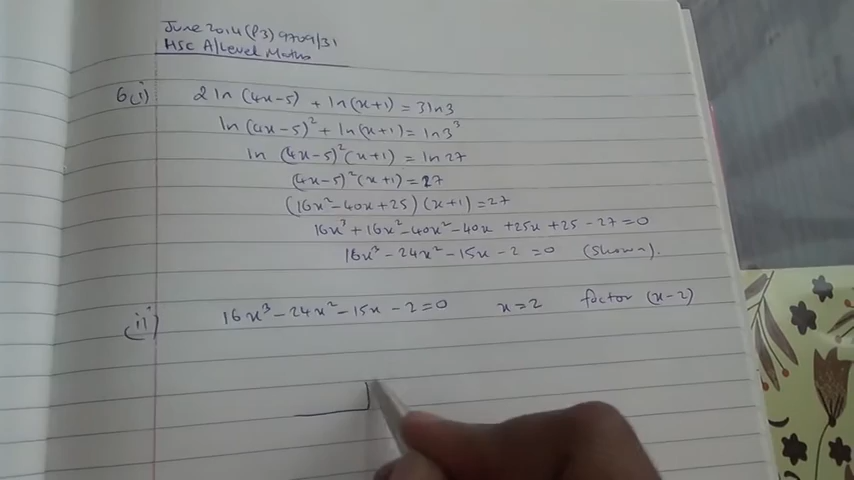 June 2014 (P3) 9709/31
HSC A/Level Maths
6(i) 2 ln (4x-5) + ln(x+1) = 3ln3
ln(4x-5)² + ln(x+1) = ln3³
ln (4x-5)²(x+1) = ln27
(4x-5)²(x+1) = 27
(16x²-40x+25)(x+1) = 27
16x³+16x²-40x²-40x+25x+25-27=0
16x³-24x²-15x-2=0 (Shown).
(ii) 16x³-24x²-15x-2=0 x=2 factor (x-2)